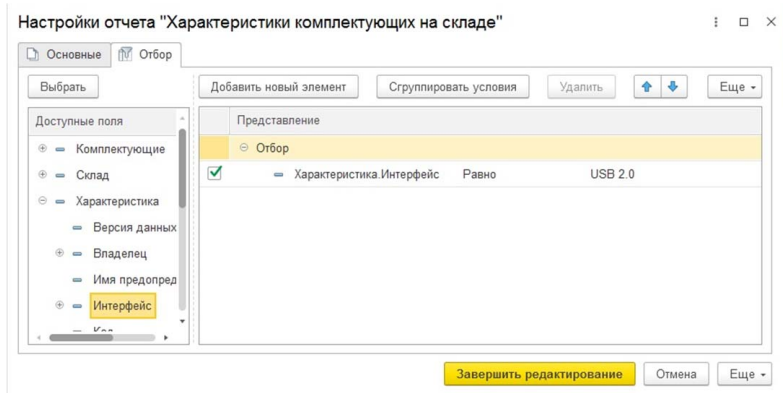 Настройки отчета "Характеристики комплектующих на складе"
Основные Отбор
Выбрать Добавить новый элемент Сгруппировать условия Удалить Еще
Доступные поля Представление
Комплектующие Отбор
Склад Характеристика.Интерфейс Равно USB 2.0
Характеристика
Версия данных
Владелец
Имя предопред
Интерфейс
Завершить редактирование Отмена Еще